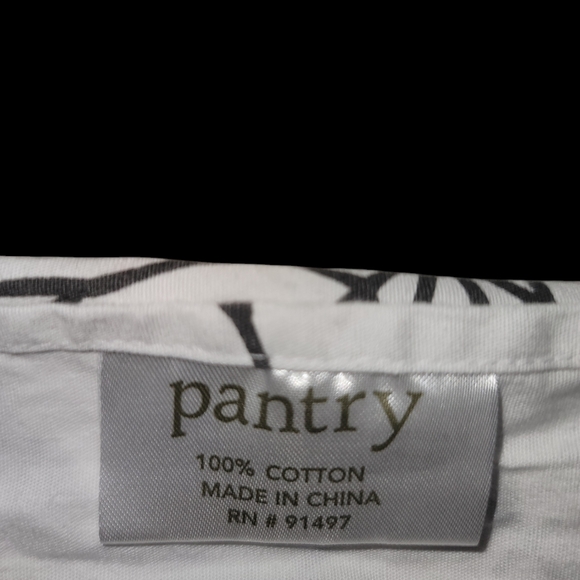 pantry
100% COTTON
MADE IN CHINA
RN # 91497